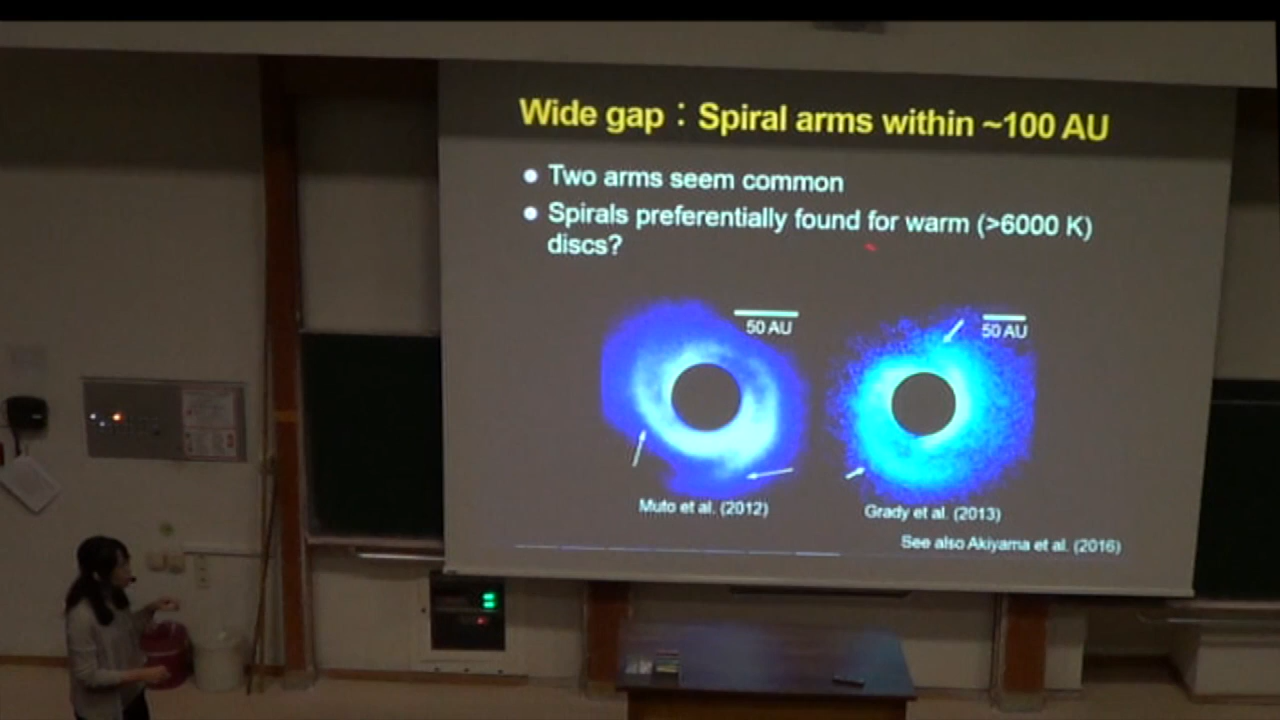 Wide gap：Spiral arms within ~100 AU
● Two arms seem common
● Spirals preferentially found for warm (>6000 K)
discs?
50 AU
50 AU
Muto et al. (2012)
Grady et al. (2013)
See also Akiyama et al. (2016)